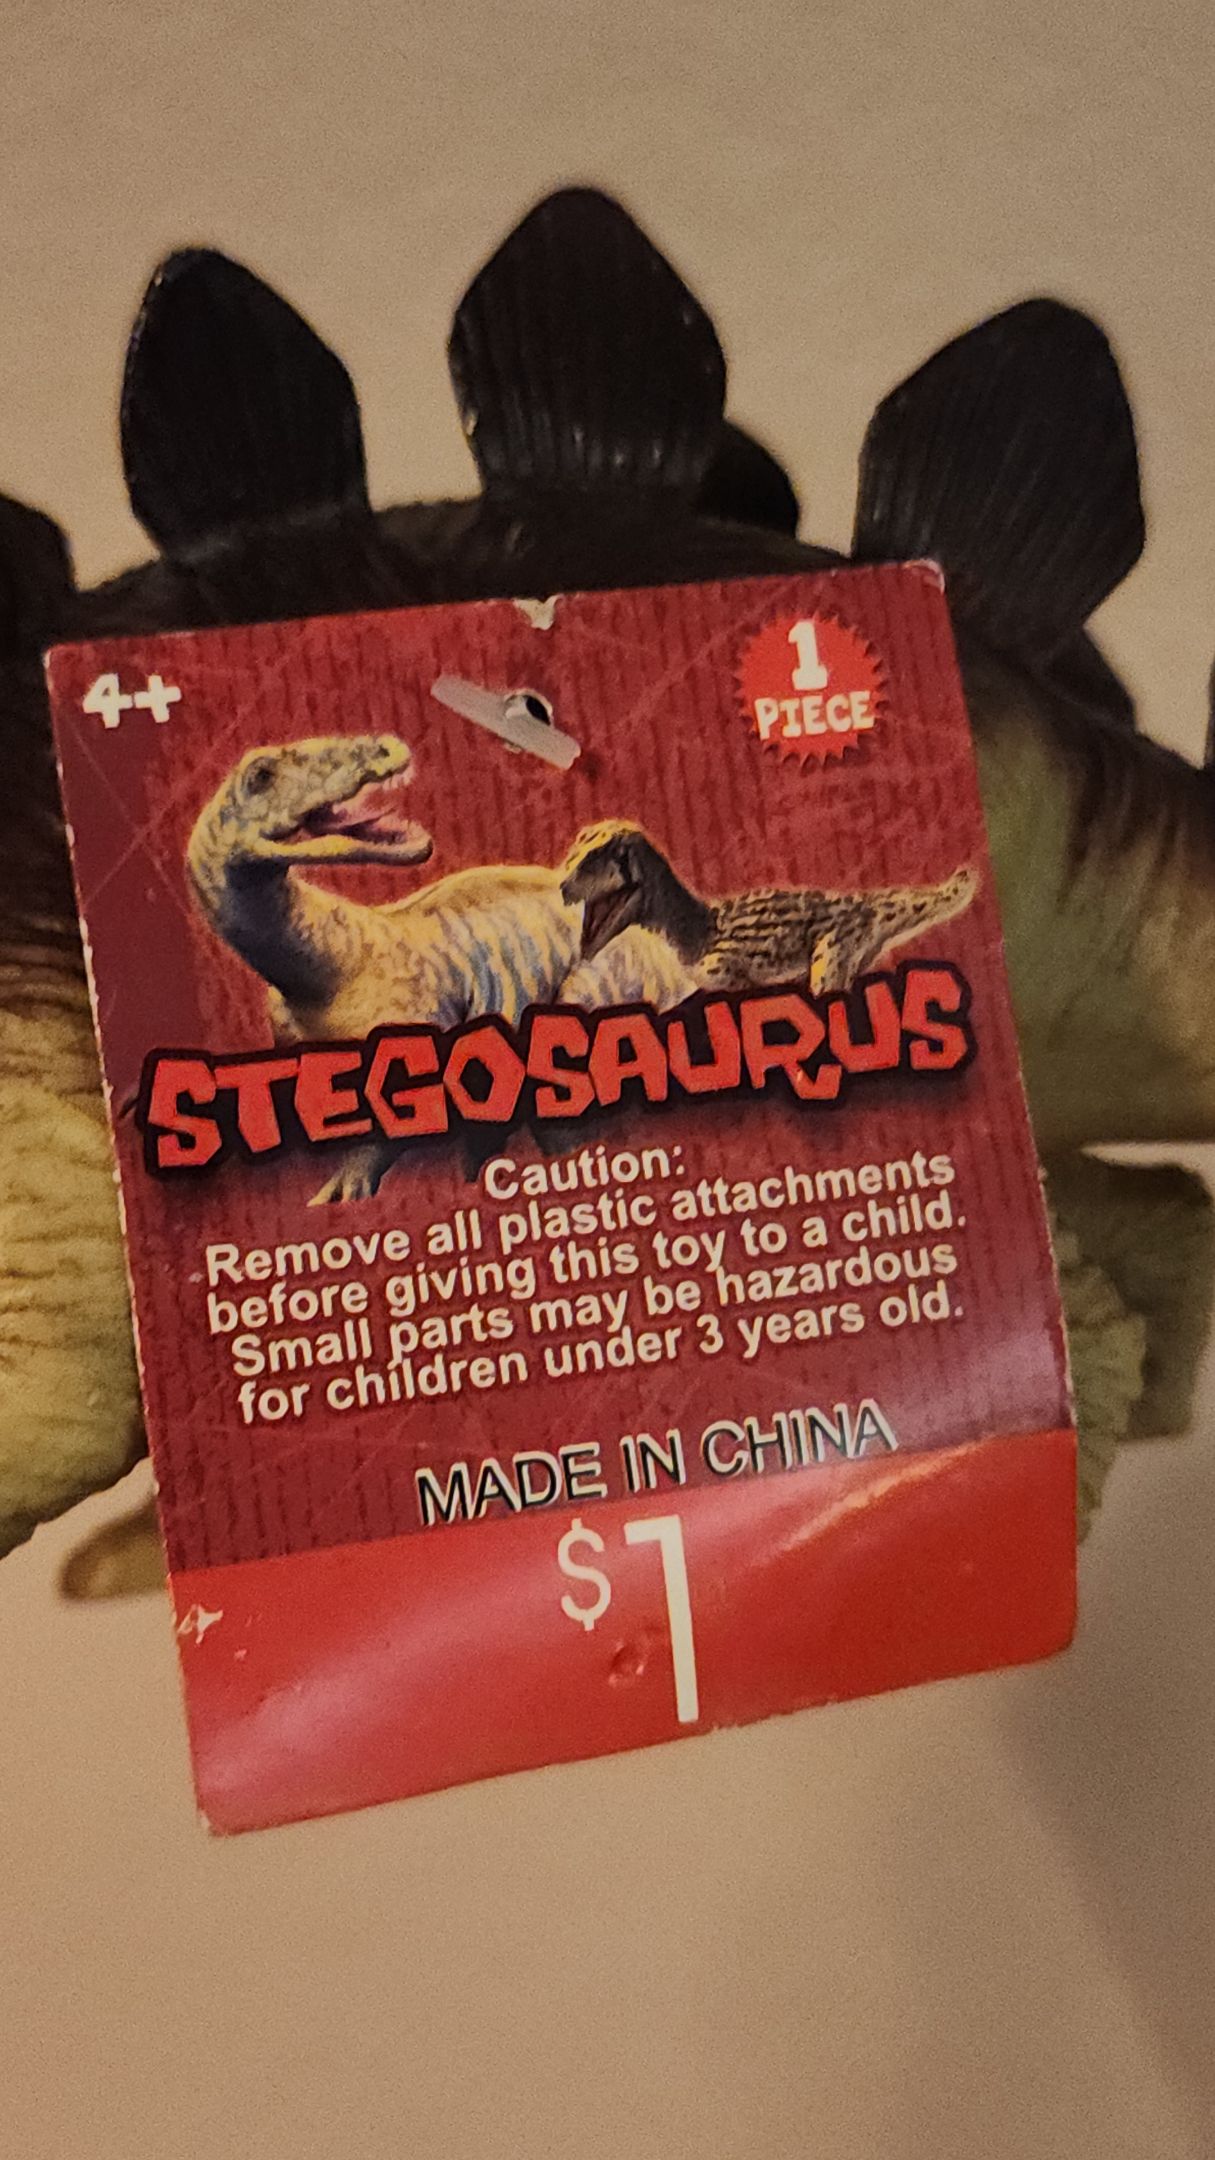 4+
1
PIECE
STEGOSAURUS
Caution:
Remove all plastic attachments
before giving this toy to a child.
Small parts may be hazardous
for children under 3 years old.
MADE IN CHINA
$1